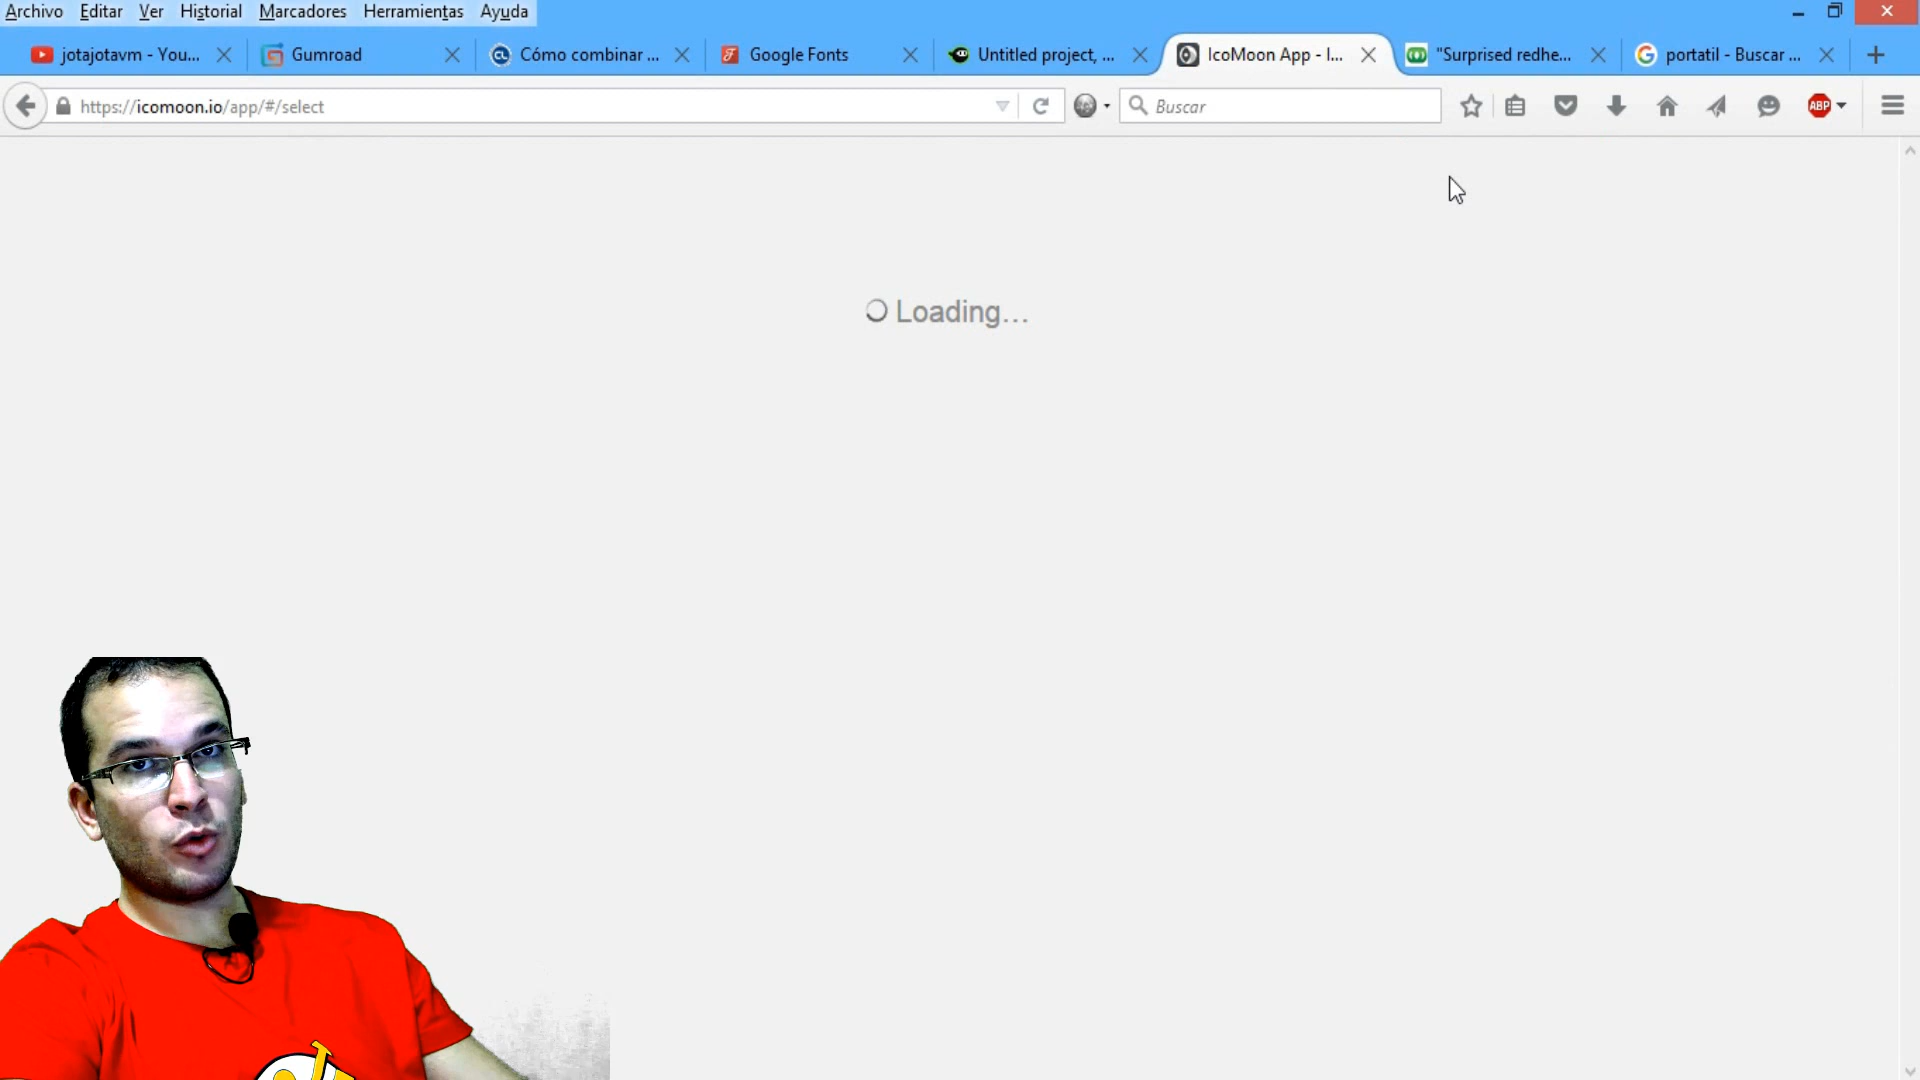 Archivo Editar Ver Historial Marcadores Herramientas Ayuda
jotajotavm - You... Gumroad Cómo combinar ... Google Fonts Untitled project, ... IcoMoon App - I... "Surprised redhe... portatil - Buscar ...
https://icomoon.io/app/#/select Buscar ABP
Loading...